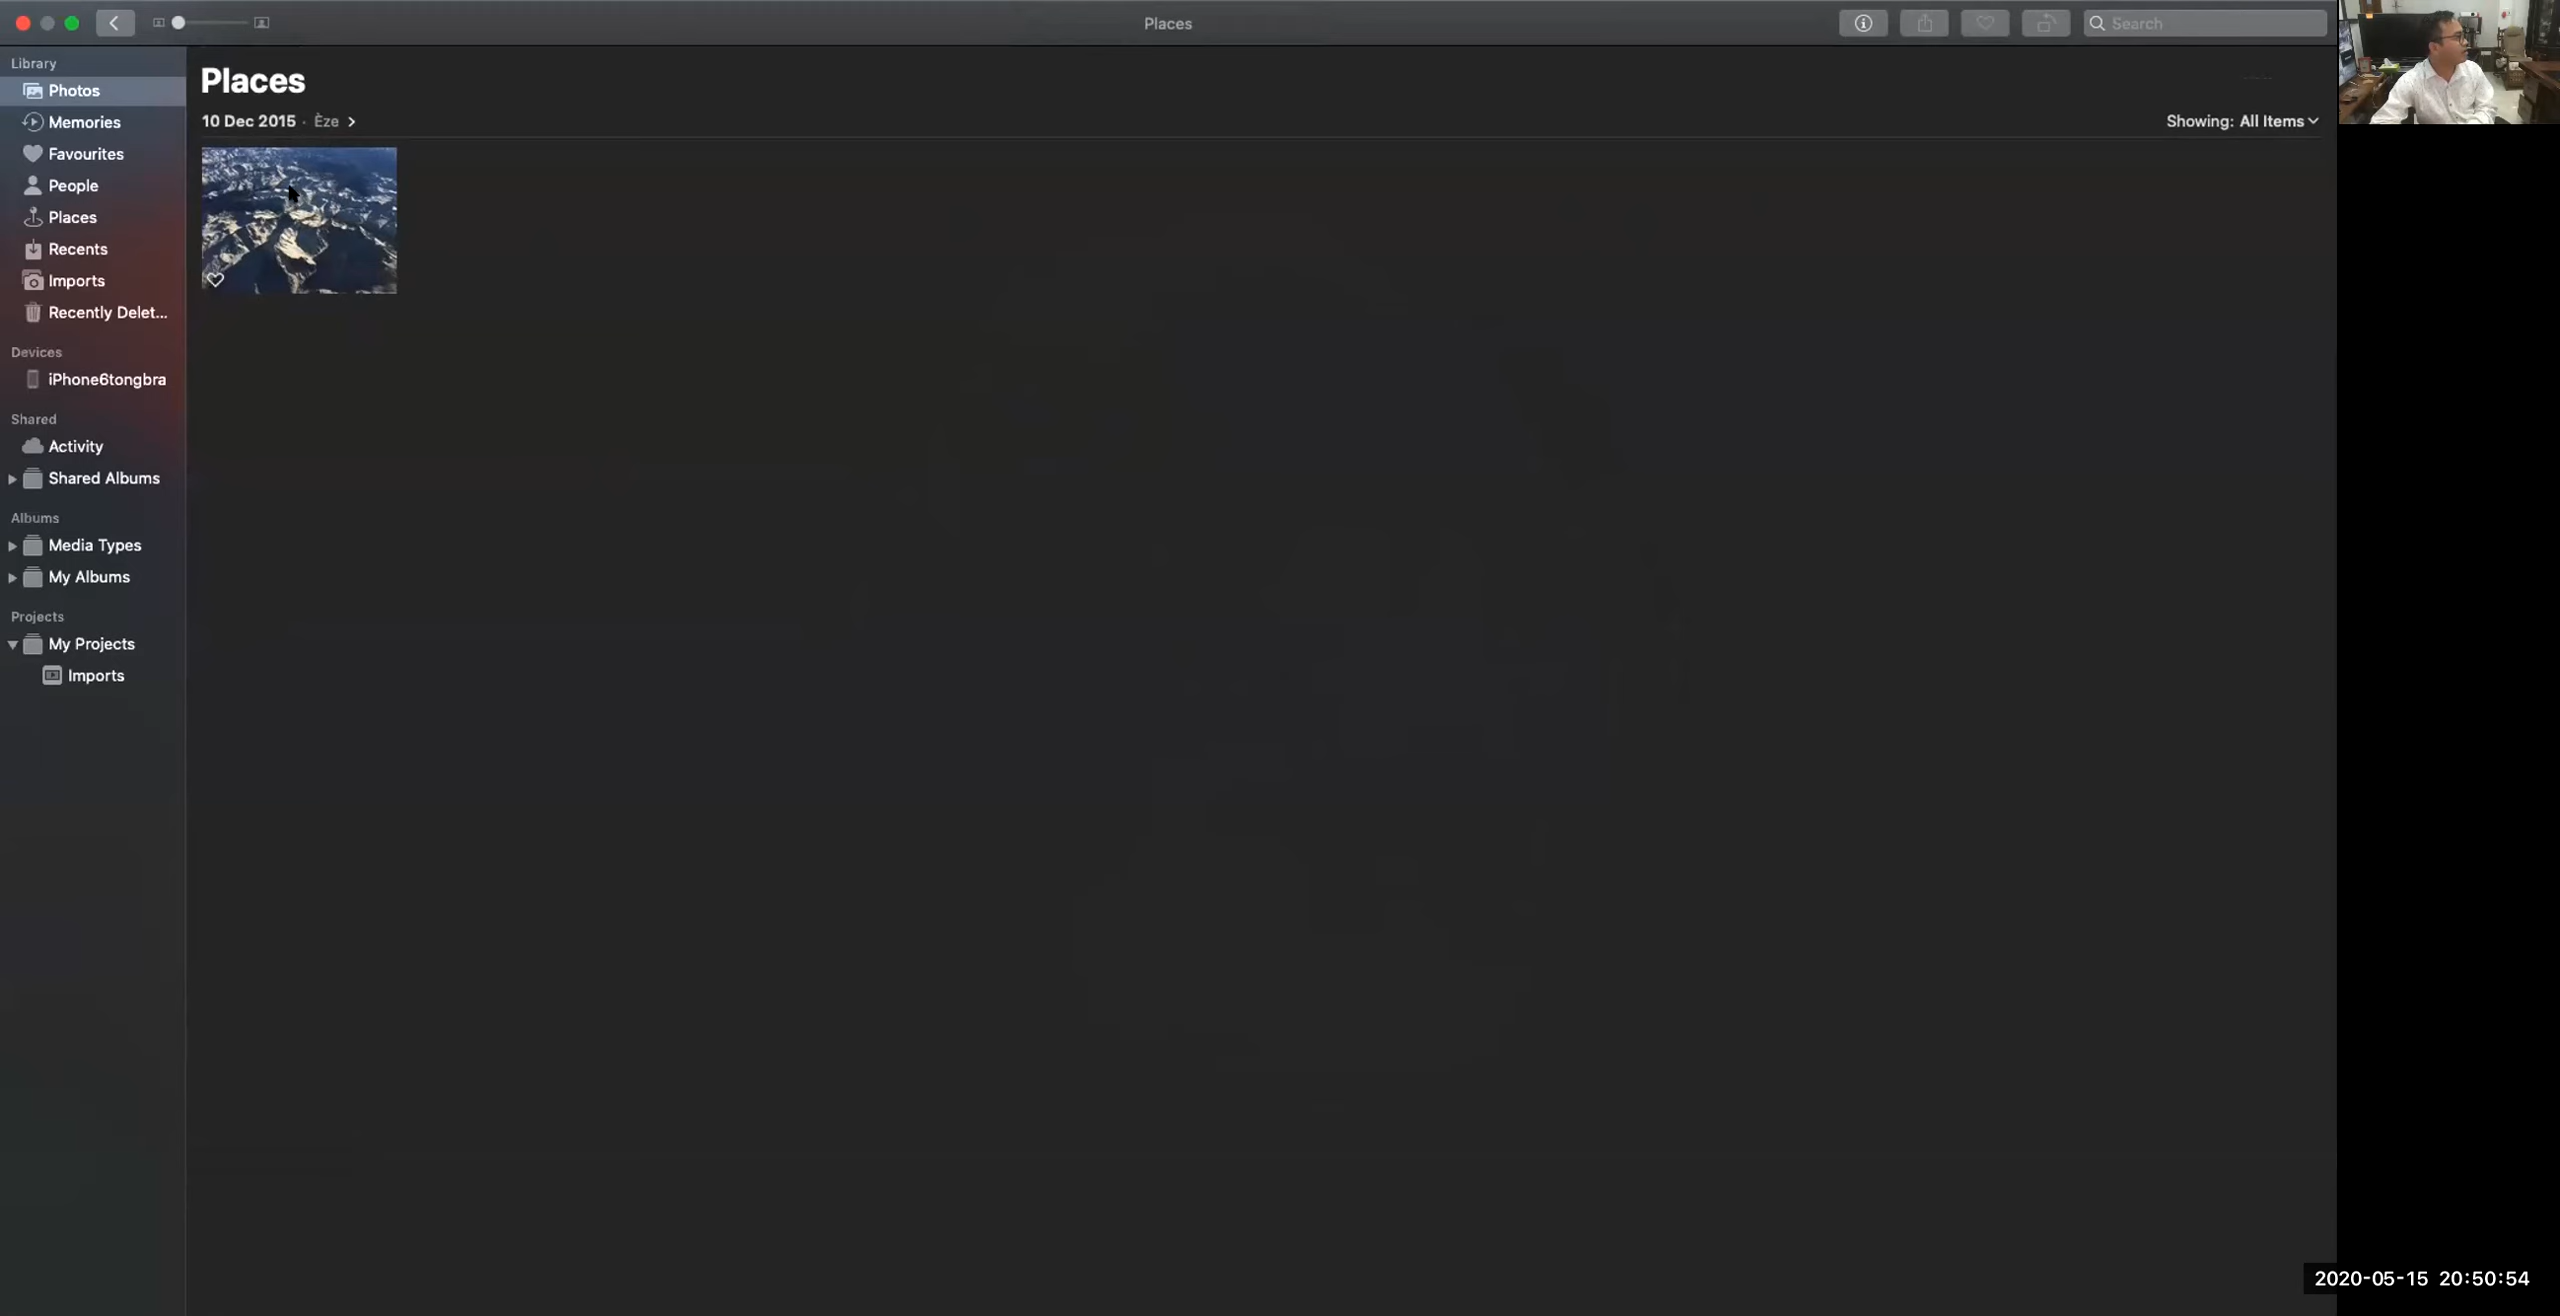 Places
Search
Library
Photos
Memories
Favourites
People
Places
Recents
Imports
Recently Delet...
Devices
iPhone6tongbra
Shared
Activity
Shared Albums
Albums
Media Types
My Albums
Projects
My Projects
Imports
Places
10 Dec 2015 · Èze
Showing: All Items
2020-05-15 20:50:54